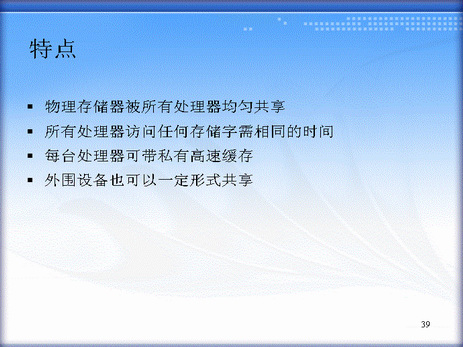 特点
▪ 物理存储器被所有处理器均匀共享
▪ 所有处理器访问任何存储字需相同的时间
▪ 每台处理器可带私有高速缓存
▪ 外围设备也可以一定形式共享
39